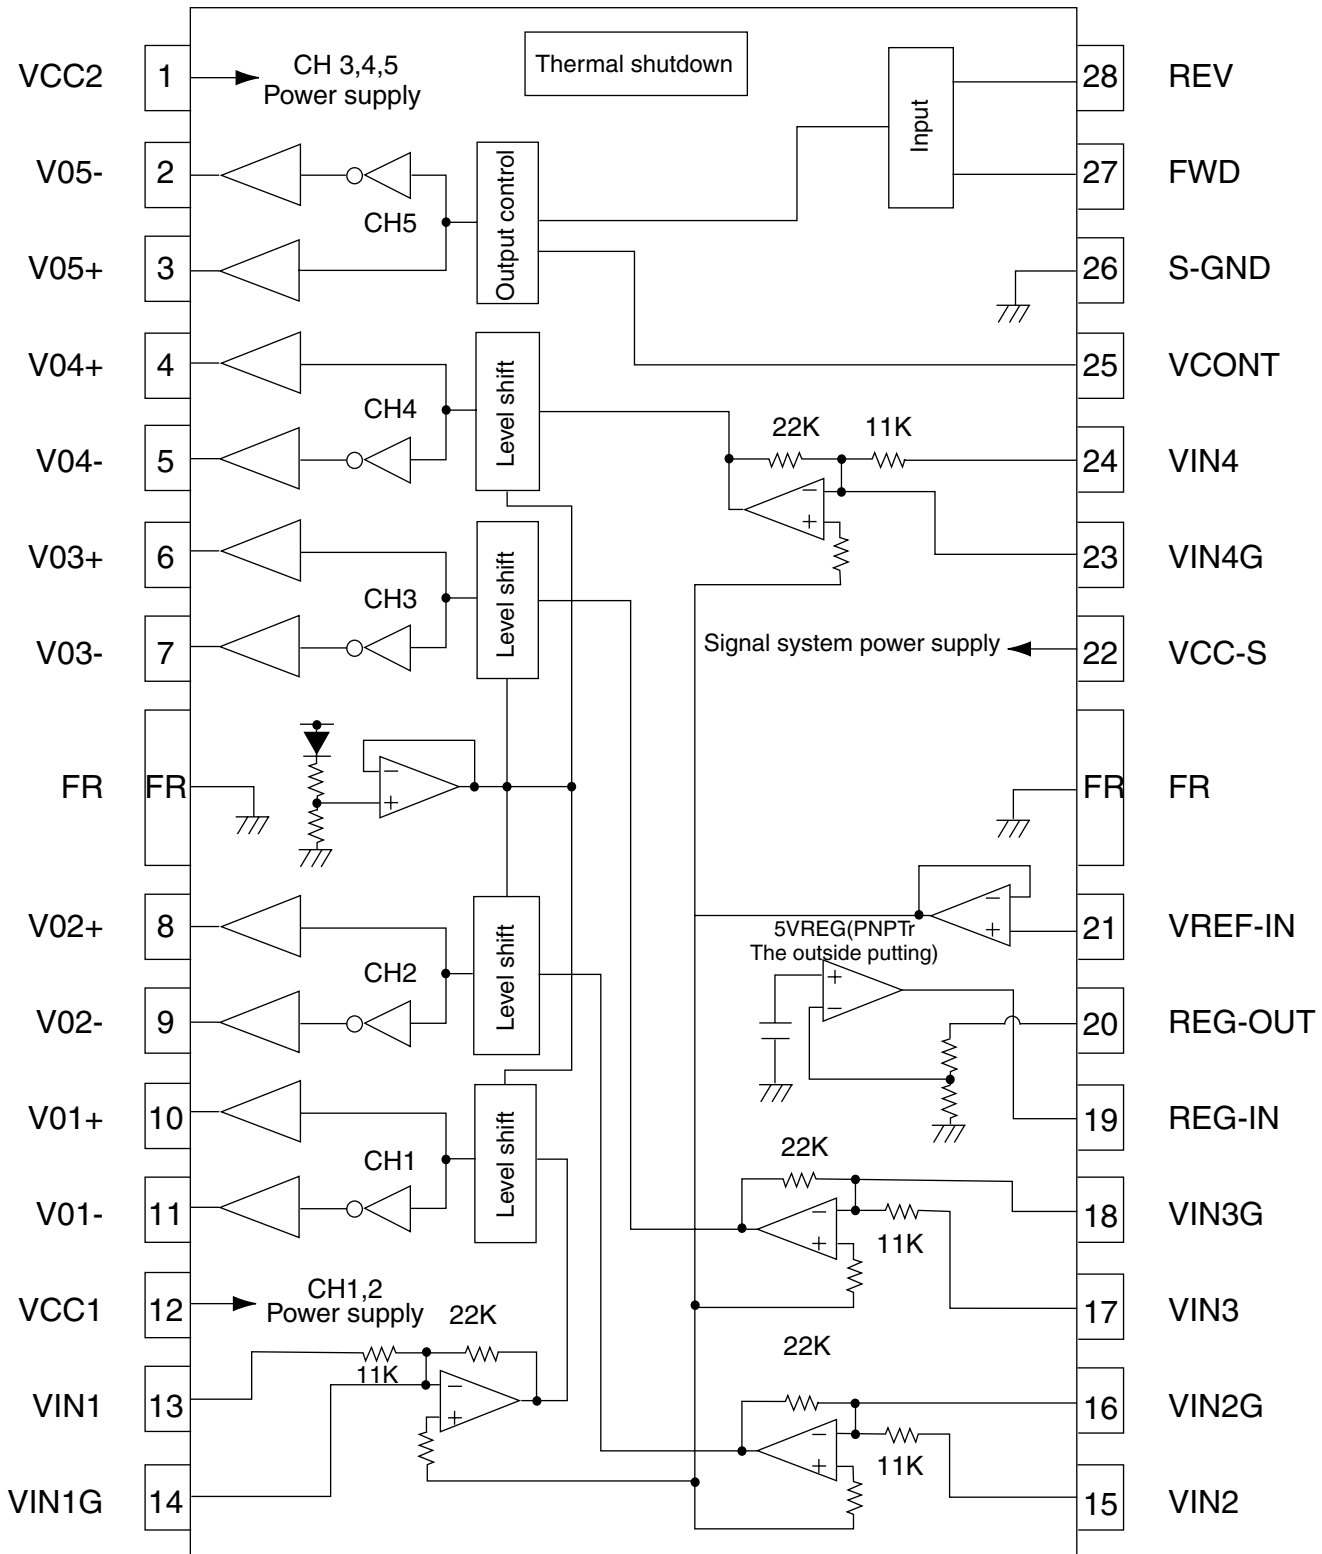 Thermal shutdown
VCC2 1 CH 3,4,5
Power supply
Input
28 REV
V05- 2
CH5
Output control
27 FWD
V05+ 3
26 S-GND
V04+ 4
CH4
Level shift
25 VCONT
22K 11K
V04- 5
24 VIN4
−
+
V03+ 6
CH3
Level shift
23 VIN4G
V03- 7
Signal system power supply
22 VCC-S
FR FR
−
+
FR FR
V02+ 8
CH2
Level shift
−
+
21 VREF-IN
5VREG(PNPTr
The outside putting)
+
−
V02- 9
20 REG-OUT
V01+ 10
CH1
Level shift
19 REG-IN
22K
V01- 11
−
+
11K
18 VIN3G
VCC1 12 CH1,2
Power supply
22K
17 VIN3
11K
22K
VIN1 13
−
+
16 VIN2G
−
+
11K
VIN1G 14
15 VIN2